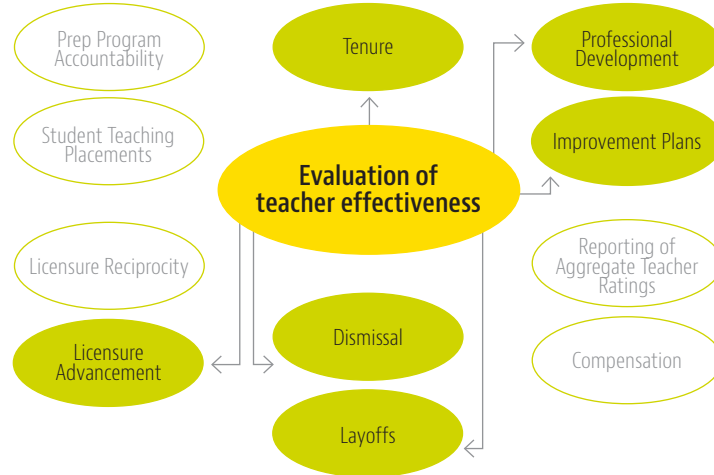 Prep Program
Accountability
Tenure
Professional
Development
Student Teaching
Placements
Improvement Plans
Evaluation of
teacher effectiveness
Licensure Reciprocity
Reporting of
Aggregate Teacher
Ratings
Licensure
Advancement
Dismissal
Compensation
Layoffs